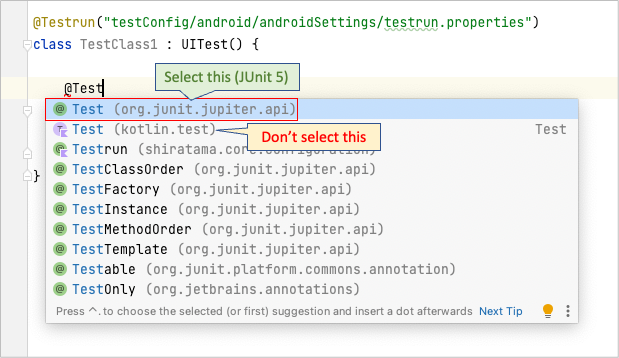 @Testrun("testConfig/android/androidSettings/testrun.properties")
class TestClass1 : UITest() {
Select this (JUnit 5)
@Test
Test (org.junit.jupiter.api)
Test (kotlin.test) Test
Don't select this
Testrun (shiratama.core.configuration)
TestClassOrder (org.junit.jupiter.api)
TestFactory (org.junit.jupiter.api)
TestInstance (org.junit.jupiter.api)
TestMethodOrder (org.junit.jupiter.api)
TestTemplate (org.junit.jupiter.api)
Testable (org.junit.platform.commons.annotation)
TestOnly (org.jetbrains.annotations)
Press ^. to choose the selected (or first) suggestion and insert a dot afterwards Next Tip
}